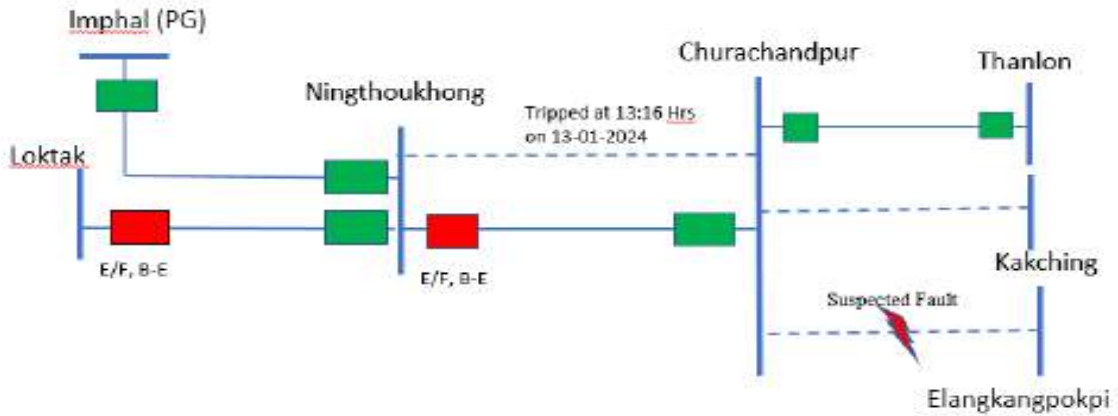 Imphal (PG)
Churachandpur
Thanlon
Ningthoukhong
Tripped at 13:16 Hrs
on 13-01-2024
Loktak
E/F, B-E
E/F, B-E
Kakching
Suspected Fault
Elangkangpokpi